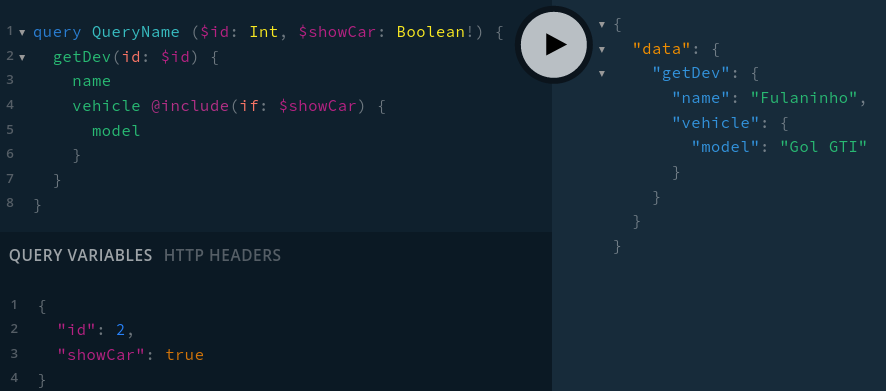 1 query QueryName ($id: Int, $showCar: Boolean!) {
2 getDev(id: $id) {
3 name
4 vehicle @include(if: $showCar) {
5 model
6 }
7 }
8 }
QUERY VARIABLES HTTP HEADERS
1 {
2 "id": 2,
3 "showCar": true
4 }
{
"data": {
"getDev": {
"name": "Fulaninho",
"vehicle": {
"model": "Gol GTI"
}
}
}
}